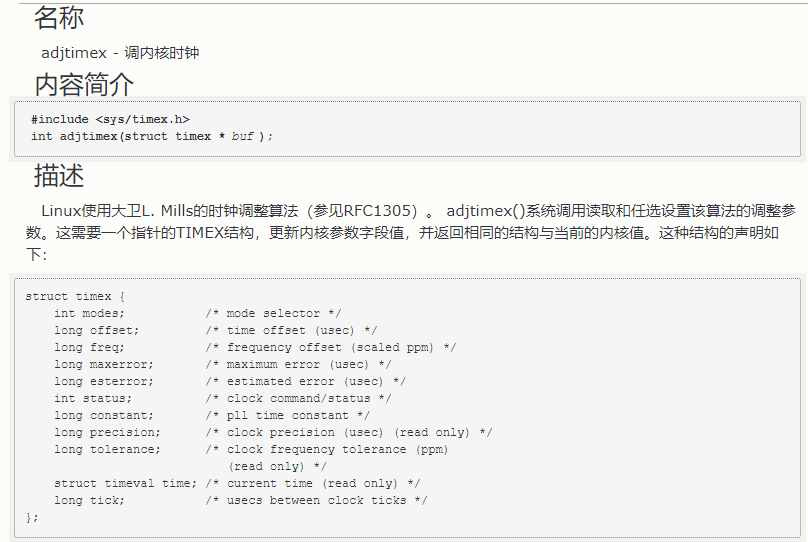 名称
adjtimex - 调内核时钟
内容简介
#include <sys/timex.h>
int adjtimex(struct timex * buf );
描述
Linux使用大卫L. Mills的时钟调整算法（参见RFC1305）。 adjtimex()系统调用读取和任选设置该算法的调整参
数。这需要一个指针的TIMEX结构，更新内核参数字段值，并返回相同的结构与当前的内核值。这种结构的声明如
下：
struct timex {
    int modes;           /* mode selector */
    long offset;         /* time offset (usec) */
    long freq;           /* frequency offset (scaled ppm) */
    long maxerror;       /* maximum error (usec) */
    long esterror;       /* estimated error (usec) */
    int status;          /* clock command/status */
    long constant;       /* pll time constant */
    long precision;      /* clock precision (usec) (read only) */
    long tolerance;      /* clock frequency tolerance (ppm)
                            (read only) */
    struct timeval time; /* current time (read only) */
    long tick;           /* usecs between clock ticks */
};